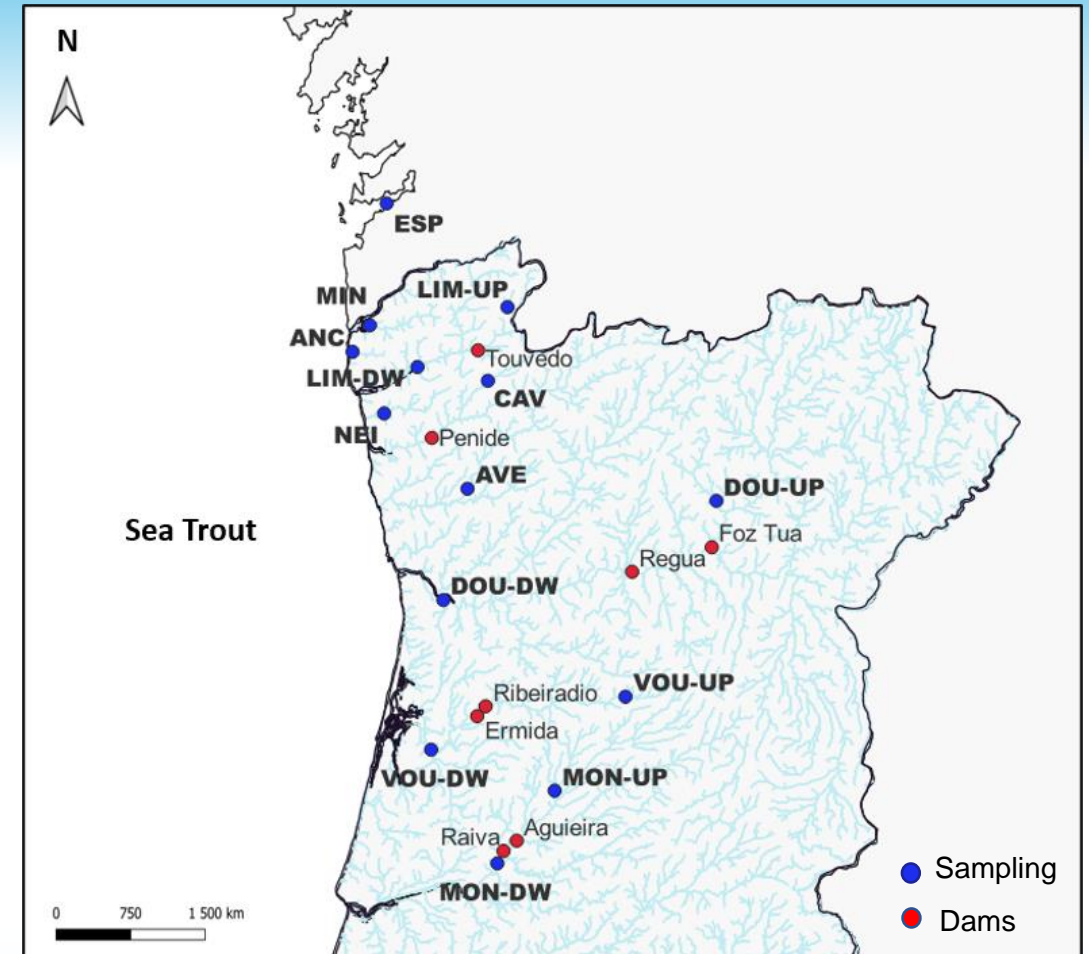 N
ESP
LIM-UP
MIN
ANC
Touvedo
LIM-DW
CAV
NEI
Penide
AVE
DOU-UP
Sea Trout
Foz Tua
Regua
DOU-DW
VOU-UP
Ribeiradio
Ermida
VOU-DW
MON-UP
Aguieira
Raiva
Sampling
MON-DW
Dams
0 750 1 500 km